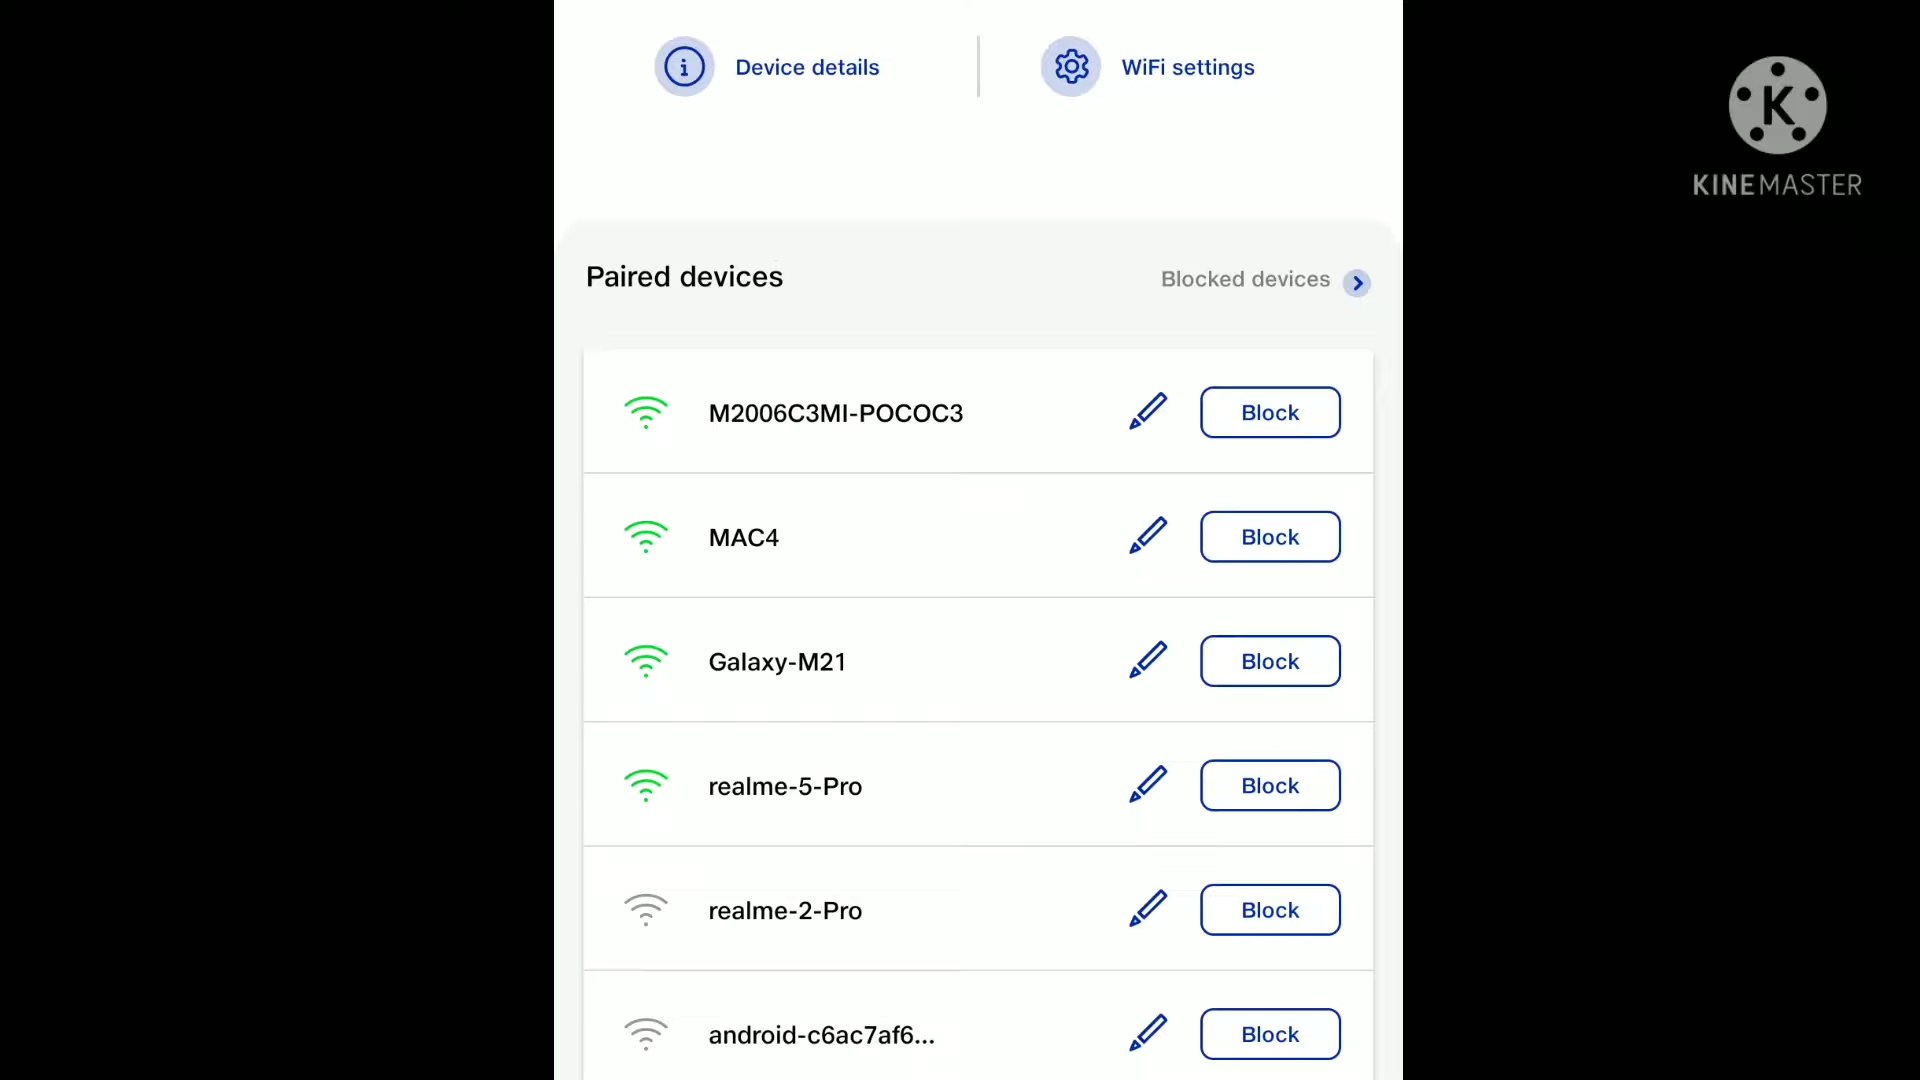 Device details
WiFi settings
K
KINEMASTER
Paired devices
Blocked devices
M2006C3MI-POCOC3
Block
MAC4
Block
Galaxy-M21
Block
realme-5-Pro
Block
realme-2-Pro
Block
android-c6ac7af6...
Block